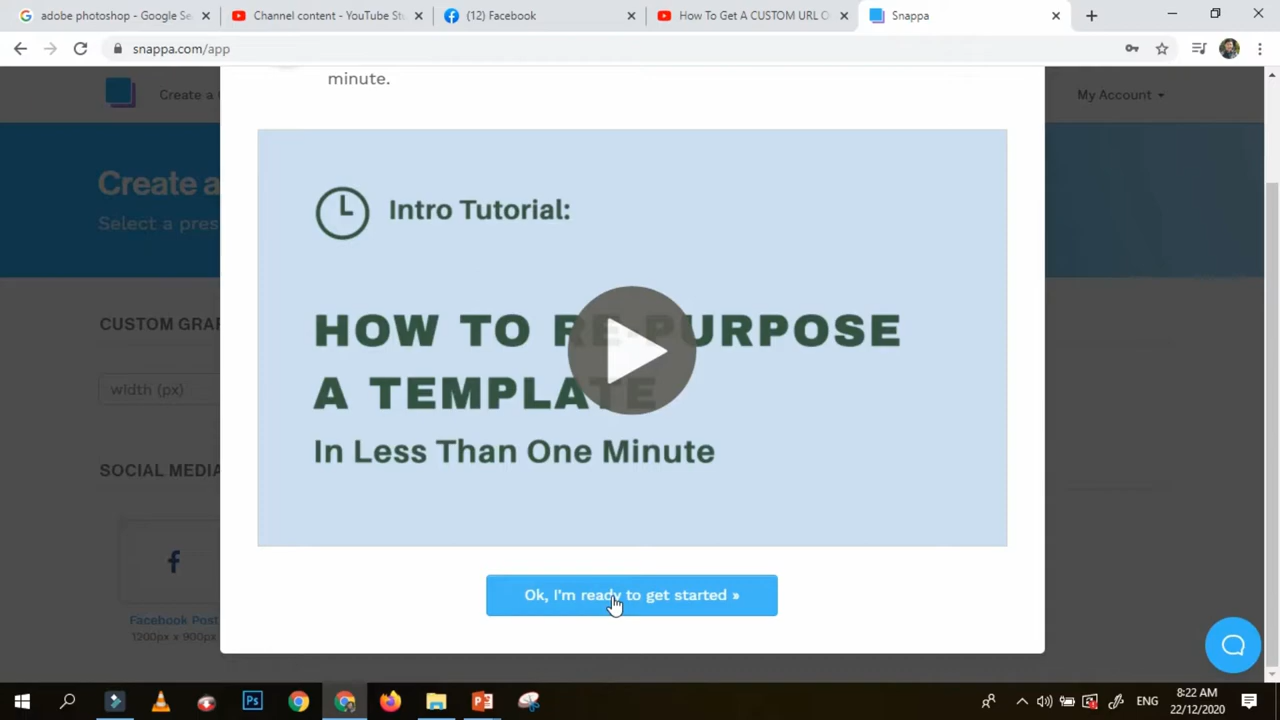 adobe photoshop - Google Se
Channel content - YouTube St
(12) Facebook
How To Get A CUSTOM URL O
Snappa
snappa.com/app
minute.
Create a
My Account
Create a
Select a pres
Intro Tutorial:
HOW TO RE-PURPOSE
A TEMPLATE
In Less Than One Minute
CUSTOM GRA
width (px)
SOCIAL MEDIA
Facebook Post
1200px x 900px
Ok, I'm ready to get started »
Ps
ENG
8:22 AM
22/12/2020